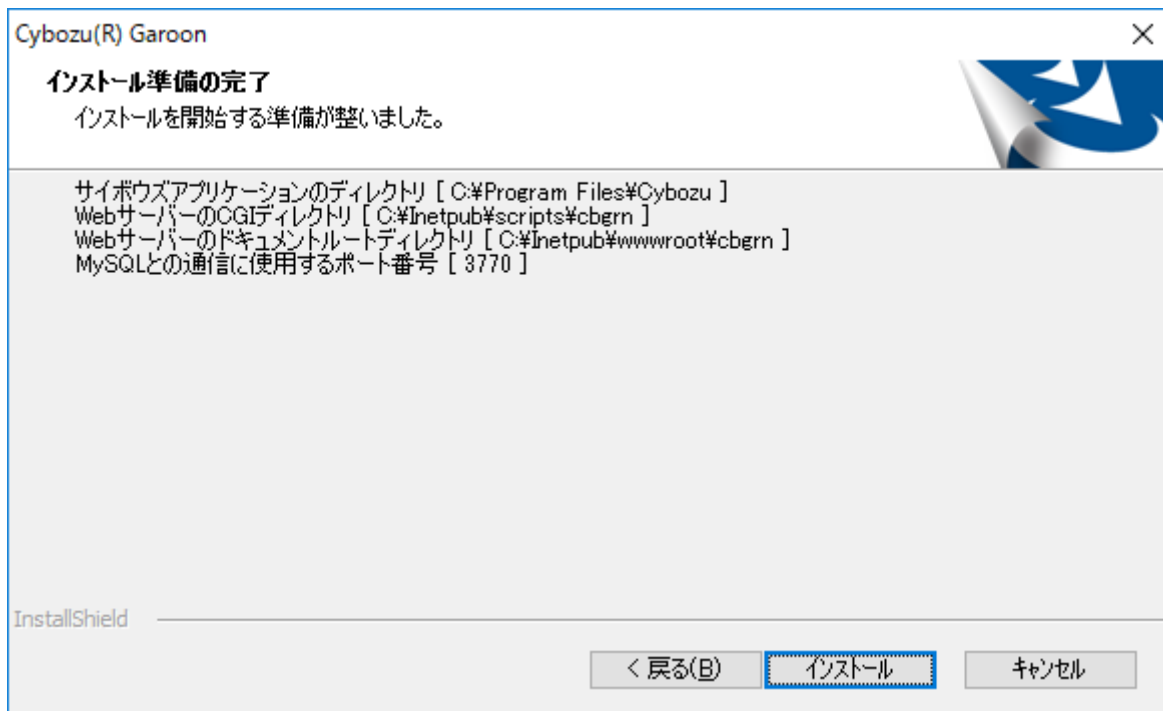 Cybozu(R) Garoon
インストール準備の完了
インストールを開始する準備が整いました。
サイボウズアプリケーションのディレクトリ [ C:¥Program Files¥Cybozu ]
WebサーバーのCGIディレクトリ [ C:¥Inetpub¥scripts¥cbgrn ]
Webサーバーのドキュメントルートディレクトリ [ C:¥Inetpub¥wwwroot¥cbgrn ]
MySQLとの通信に使用するポート番号 [ 3770 ]
InstallShield
< 戻る(B)
インストール
キャンセル